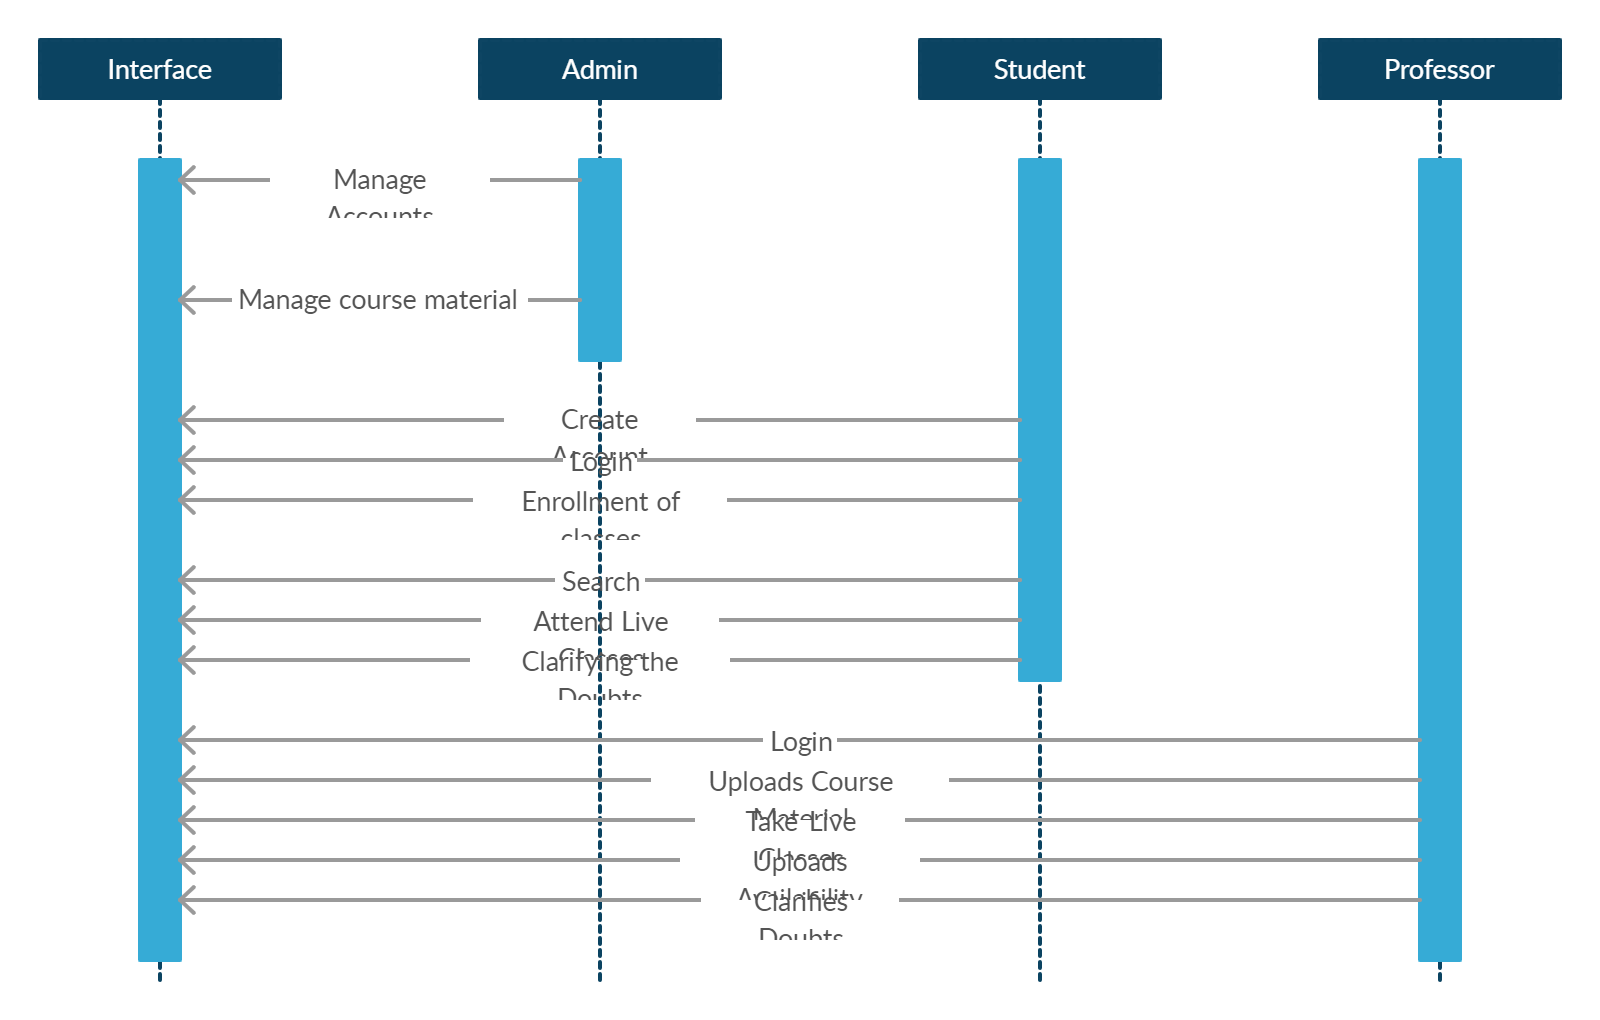 Interface
Admin
Student
Professor
Manage
Accounts
Manage course material
Create
Account
Login
Enrollment of
classes
Search
Attend Live
Classes
Clarifying the
Doubts
Login
Uploads Course
Material
Take Live
Classes
Uploads
Availability
Clarifies
Doubts